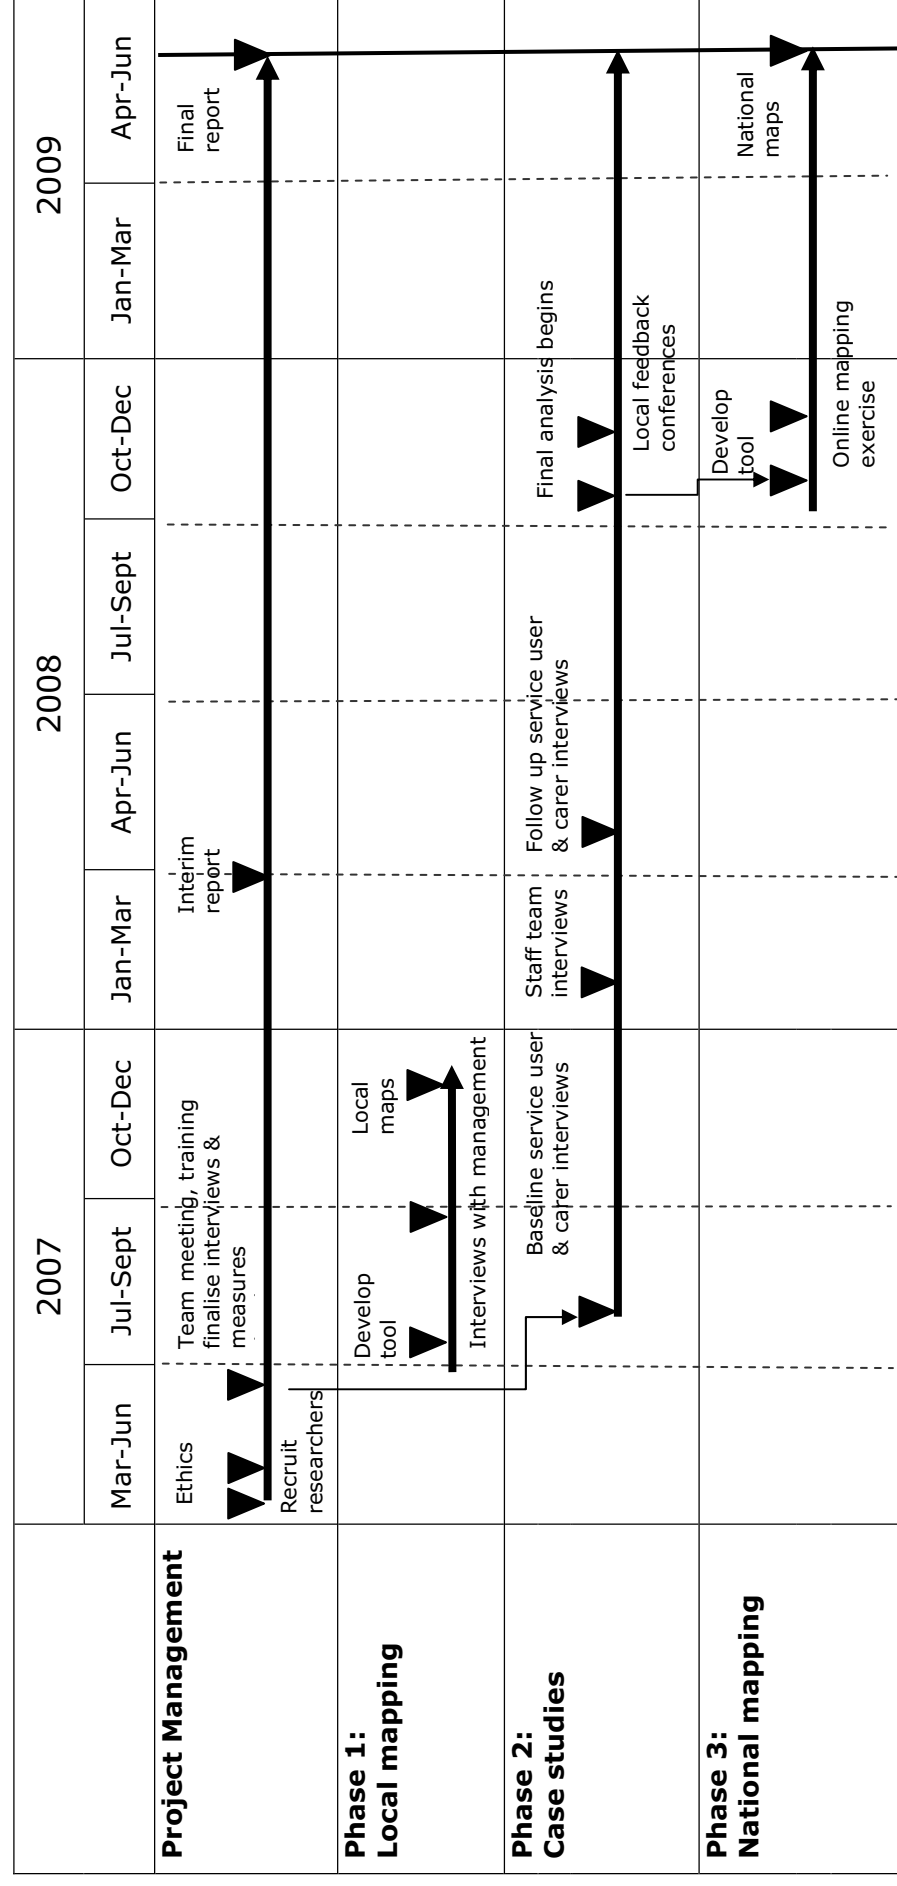 2007
2008
2009
Mar-Jun
Jul-Sept
Oct-Dec
Jan-Mar
Apr-Jun
Jul-Sept
Oct-Dec
Jan-Mar
Apr-Jun
Project Management
Ethics
Recruit
researchers
Team meeting, training
finalise interviews &
measures
Interim
report
Final
report
Phase 1:
Local mapping
Develop
tool
Interviews with management
Local
maps
Phase 2:
Case studies
Baseline service user
& carer interviews
Staff team
interviews
Follow up service user
& carer interviews
Final analysis begins
Local feedback
conferences
Phase 3:
National mapping
Develop
tool
Online mapping
exercise
National
maps